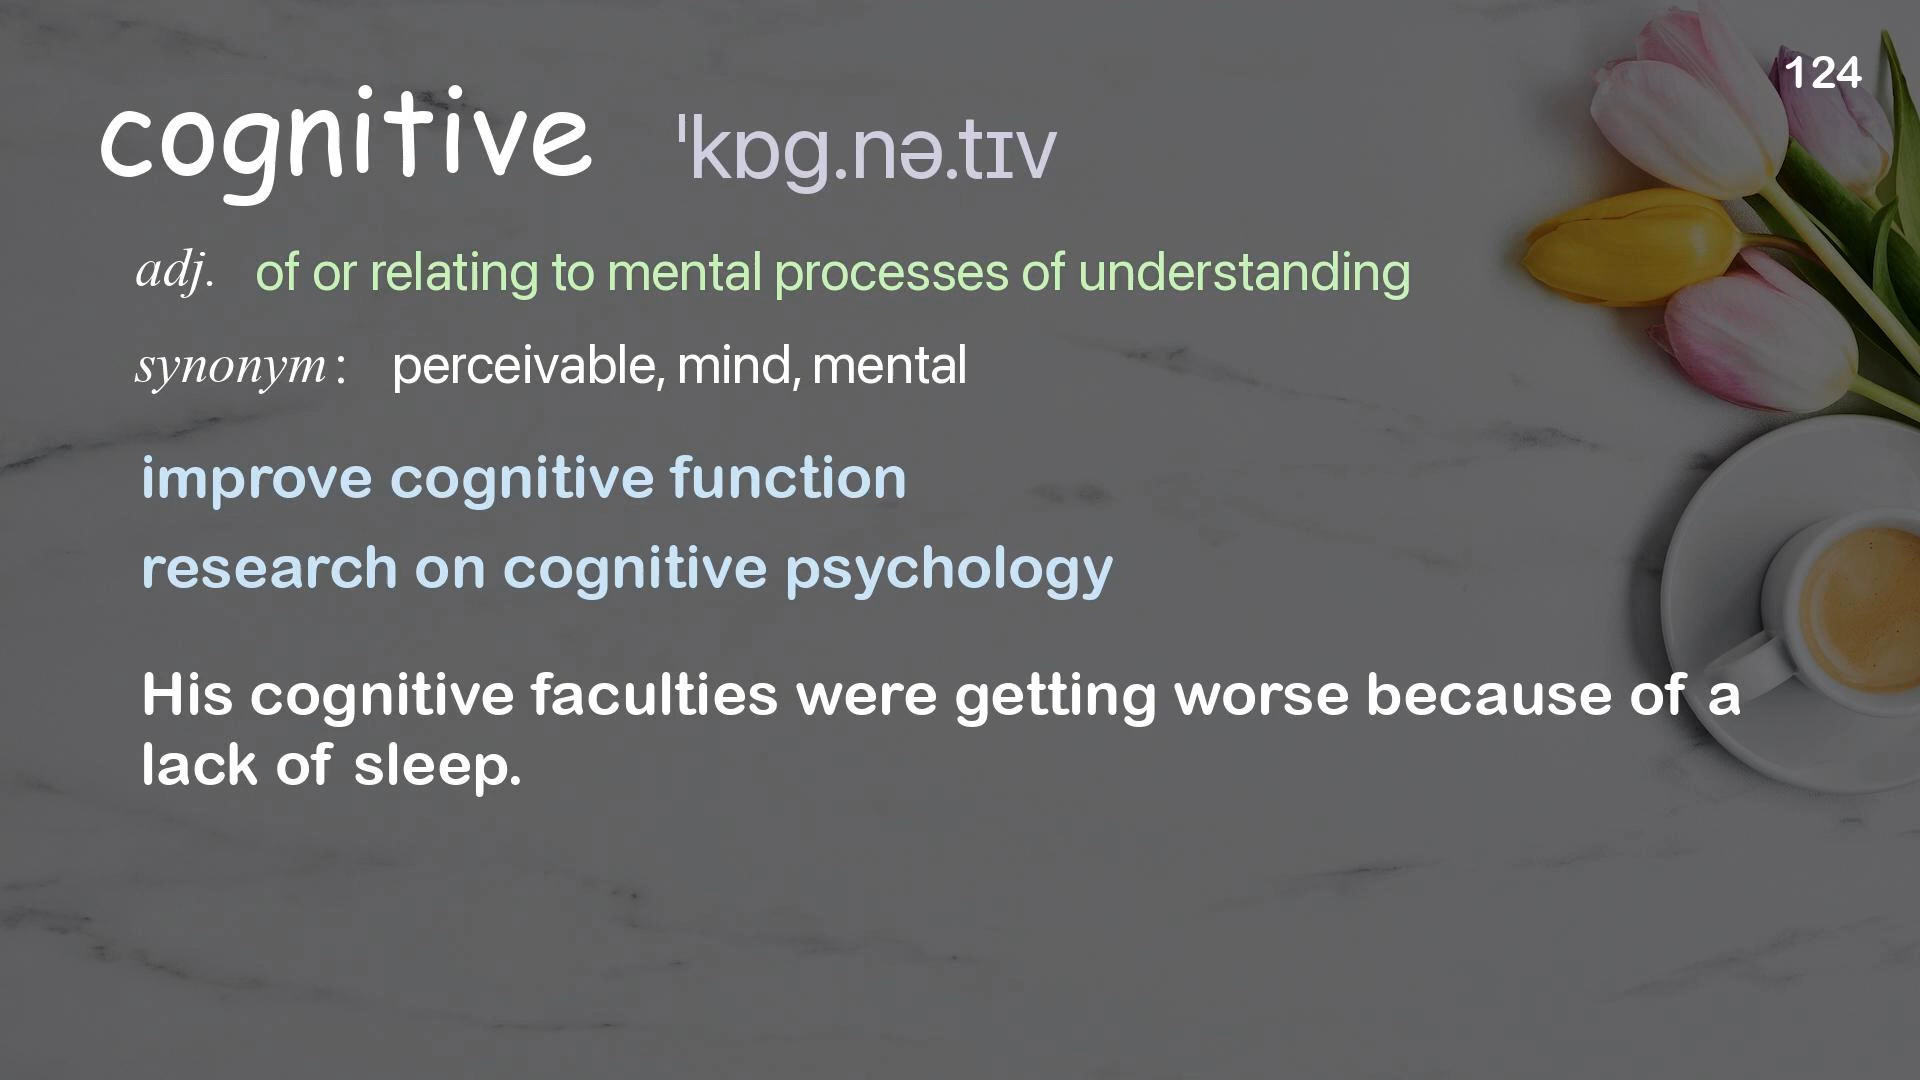 124
cognitive ˈkɒg.nə.tɪv
adj. of or relating to mental processes of understanding
synonym: perceivable, mind, mental
improve cognitive function
research on cognitive psychology
His cognitive faculties were getting worse because of a
lack of sleep.